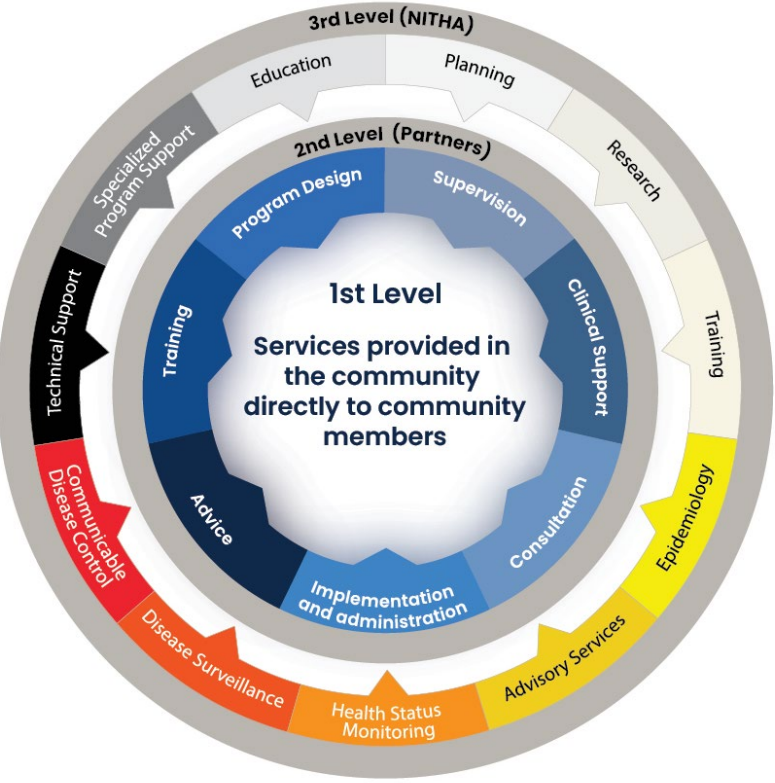 3rd Level (NITHA)
Education
Planning
Research
Training
Epidemiology
Advisory Services
Health Status
Monitoring
Disease Surveillance
Communicable
Disease Control
Technical Support
Specialized
Program Support
2nd Level (Partners)
Program Design
Supervision
Clinical Support
Consultation
Implementation
and administration
Advice
Training
1st Level
Services provided in
the community
directly to community
members